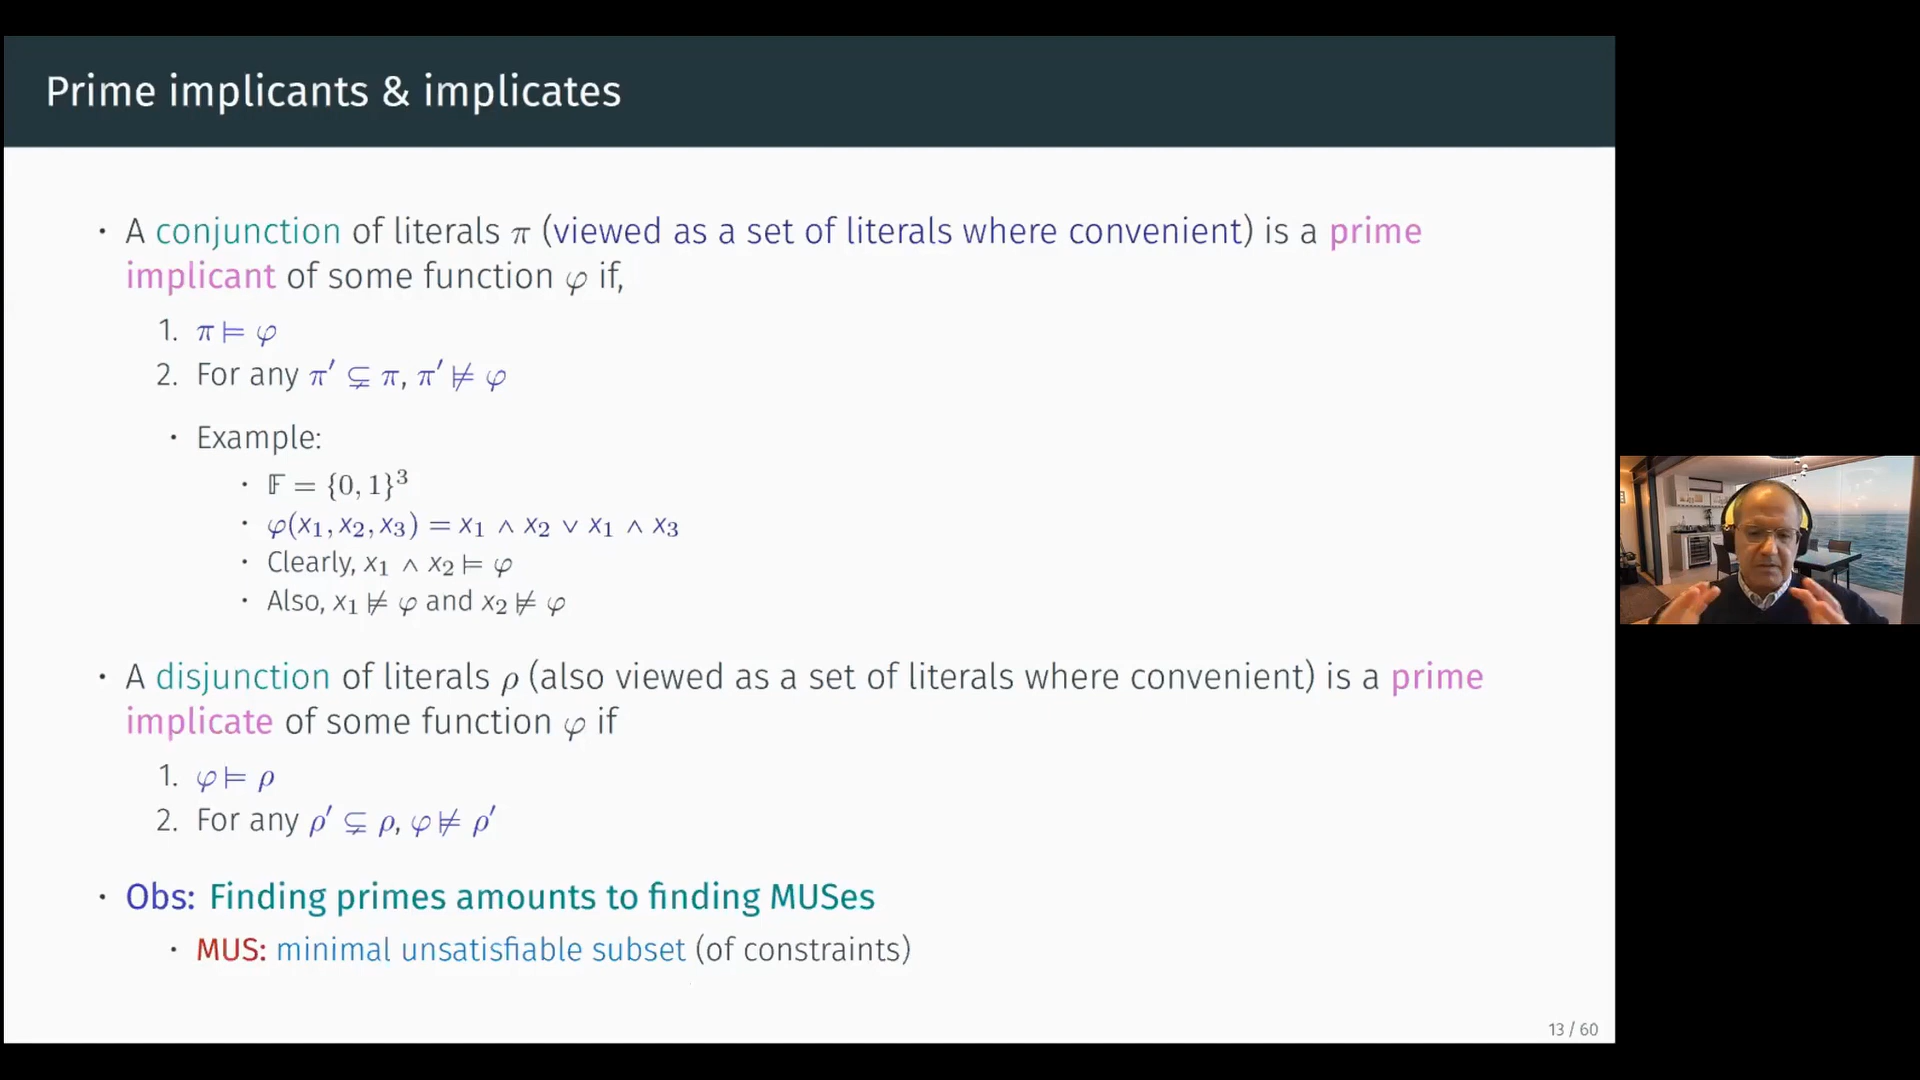 Prime implicants & implicates
• A conjunction of literals π (viewed as a set of literals where convenient) is a prime
implicant of some function φ if,
1. π ⊨ φ
2. For any π′ ⊊ π, π′ ⊭ φ
• Example:
• 𝔽 = {0, 1}³
• φ(x₁, x₂, x₃) = x₁ ∧ x₂ ∨ x₁ ∧ x₃
• Clearly, x₁ ∧ x₂ ⊨ φ
• Also, x₁ ⊭ φ and x₂ ⊭ φ
• A disjunction of literals ρ (also viewed as a set of literals where convenient) is a prime
implicate of some function φ if
1. φ ⊨ ρ
2. For any ρ′ ⊊ ρ, φ ⊭ ρ′
• Obs: Finding primes amounts to finding MUSes
• MUS: minimal unsatisfiable subset (of constraints)
13 / 60